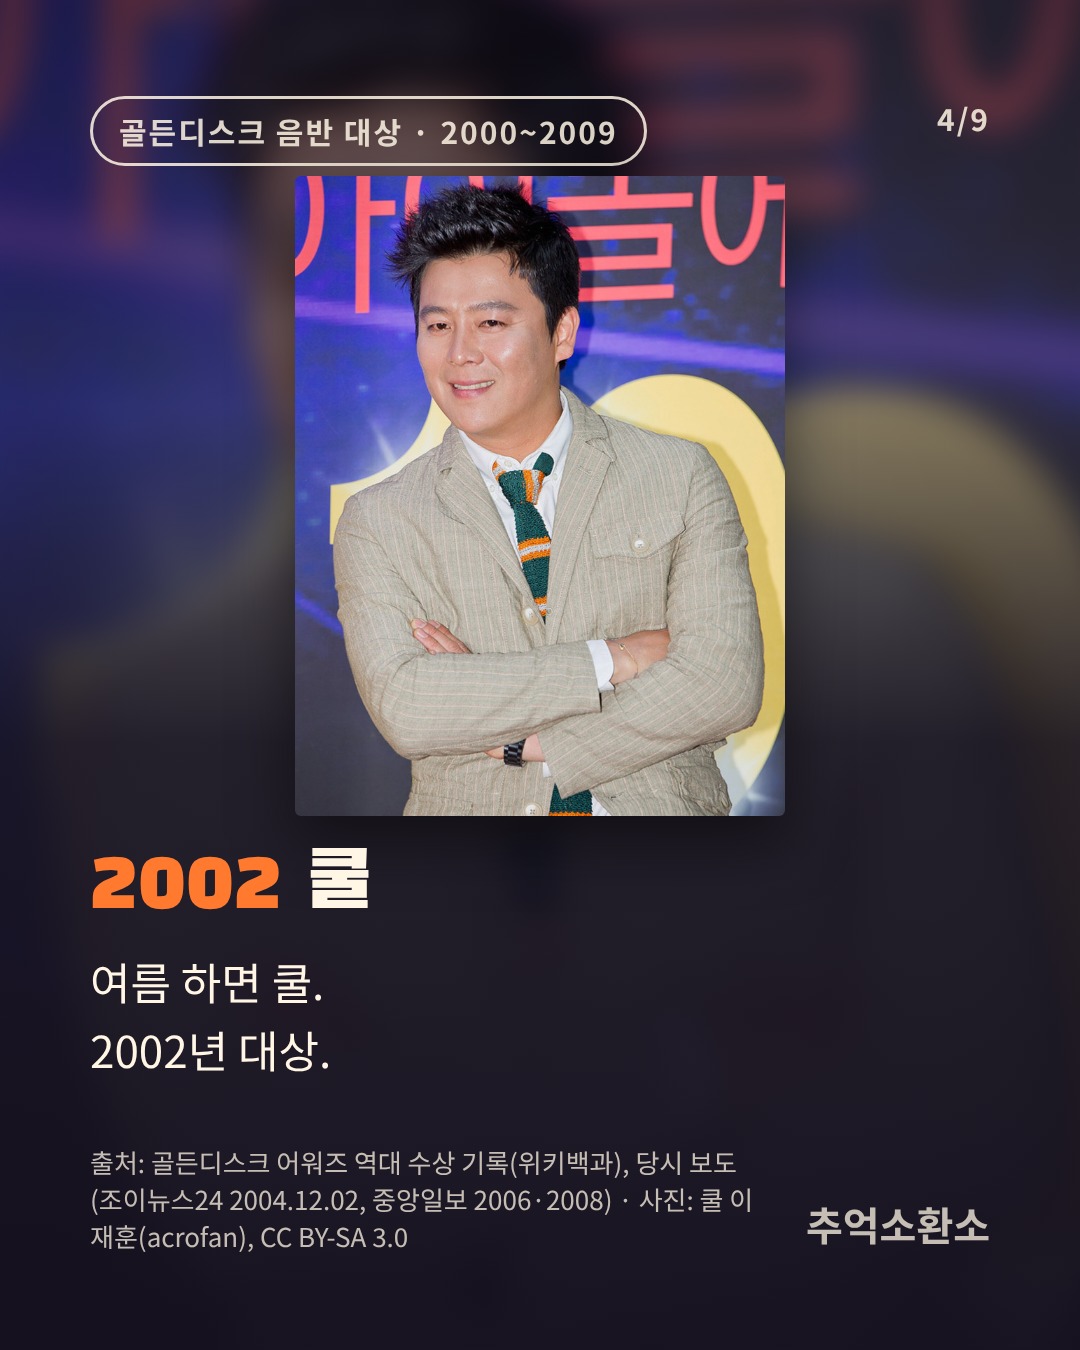 골든디스크 음반 대상 · 2000~2009
4/9
2002 쿨
여름 하면 쿨.
2002년 대상.
출처: 골든디스크 어워즈 역대 수상 기록(위키백과), 당시 보도
(조이뉴스24 2004.12.02, 중앙일보 2006·2008) · 사진: 쿨 이
재훈(acrofan), CC BY-SA 3.0
추억소환소